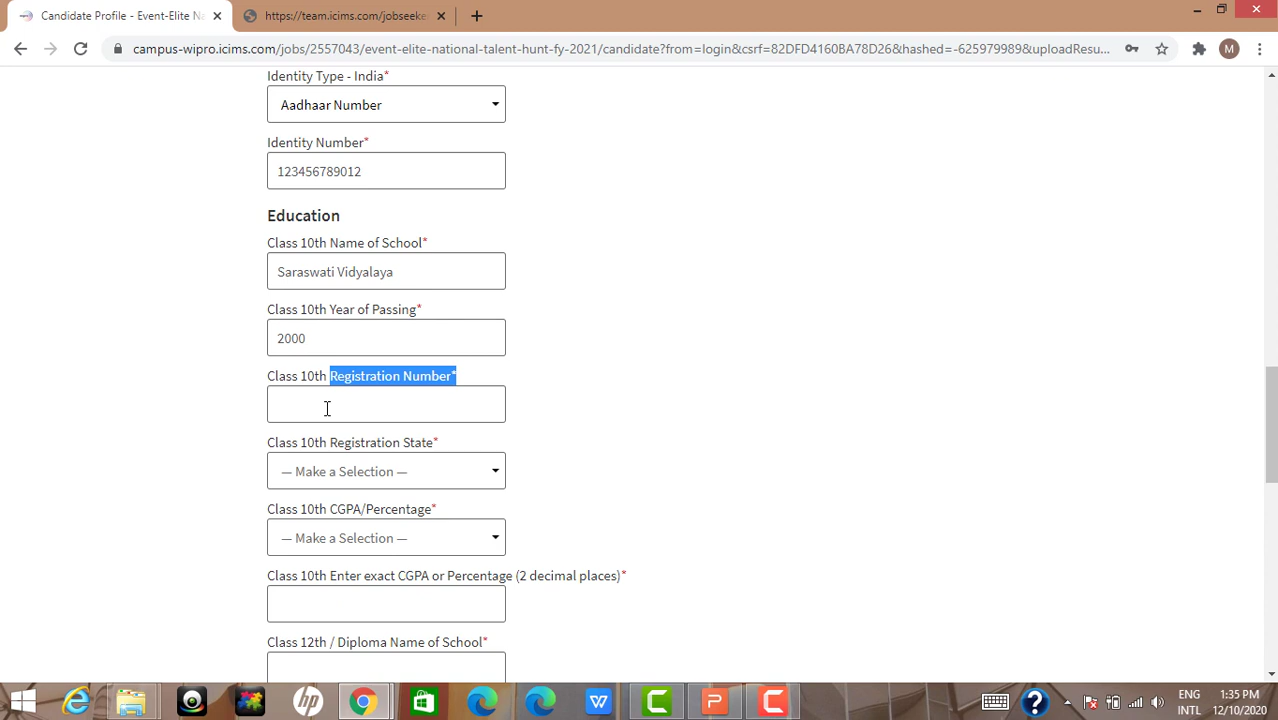 Candidate Profile - Event-Elite Na
https://team.icims.com/jobseeke
campus-wipro.icims.com/jobs/2557043/event-elite-national-talent-hunt-fy-2021/candidate?from=login&csrf=82DFD4160BA78D26&hashed=-625979989&uploadResu...
M
Identity Type - India*
Aadhaar Number
Identity Number*
123456789012
Education
Class 10th Name of School*
Saraswati Vidyalaya
Class 10th Year of Passing*
2000
Class 10th Registration Number*
Class 10th Registration State*
— Make a Selection —
Class 10th CGPA/Percentage*
— Make a Selection —
Class 10th Enter exact CGPA or Percentage (2 decimal places)*
Class 12th / Diploma Name of School*
ENG 1:35 PM
INTL 12/10/2020